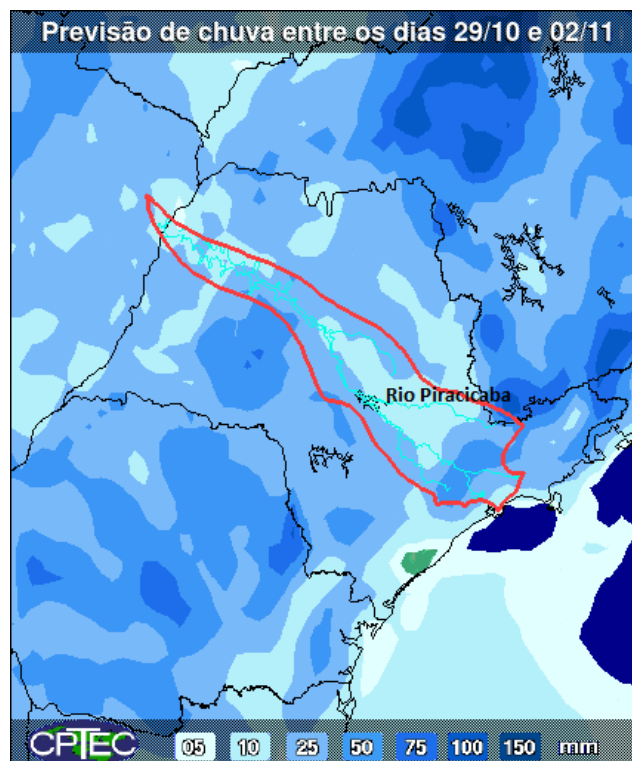 Previsão de chuva entre os dias 29/10 e 02/11
Rio Piracicaba
CPTEC 05 10 25 50 75 100 150 mm